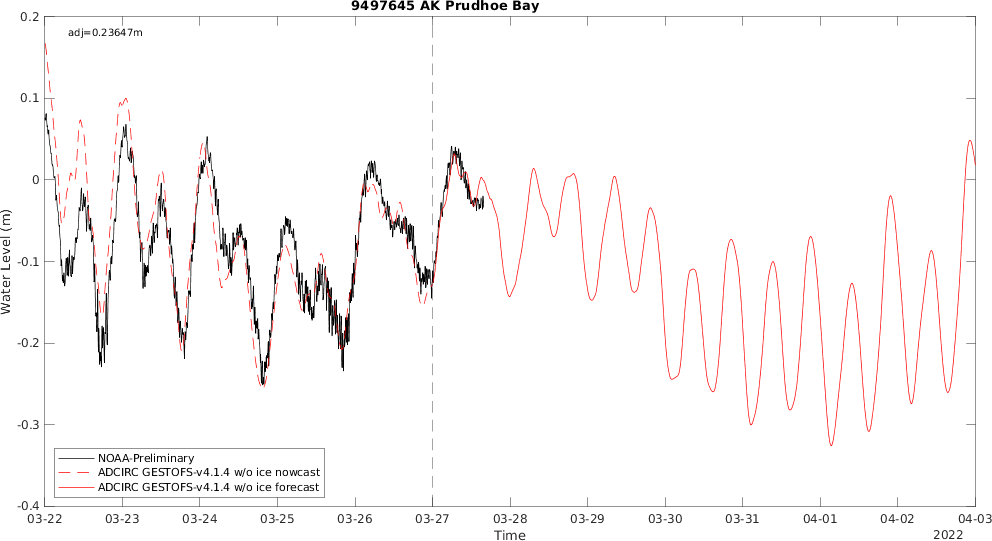 9497645 AK Prudhoe Bay
adj=0.23647m
0.2
0.1
0
-0.1
-0.2
-0.3
-0.4
Water Level (m)
NOAA-Preliminary
ADCIRC GESTOFS-v4.1.4 w/o ice nowcast
ADCIRC GESTOFS-v4.1.4 w/o ice forecast
03-22 03-23 03-24 03-25 03-26 03-27 03-28 03-29 03-30 03-31 04-01 04-02 04-03
Time
2022